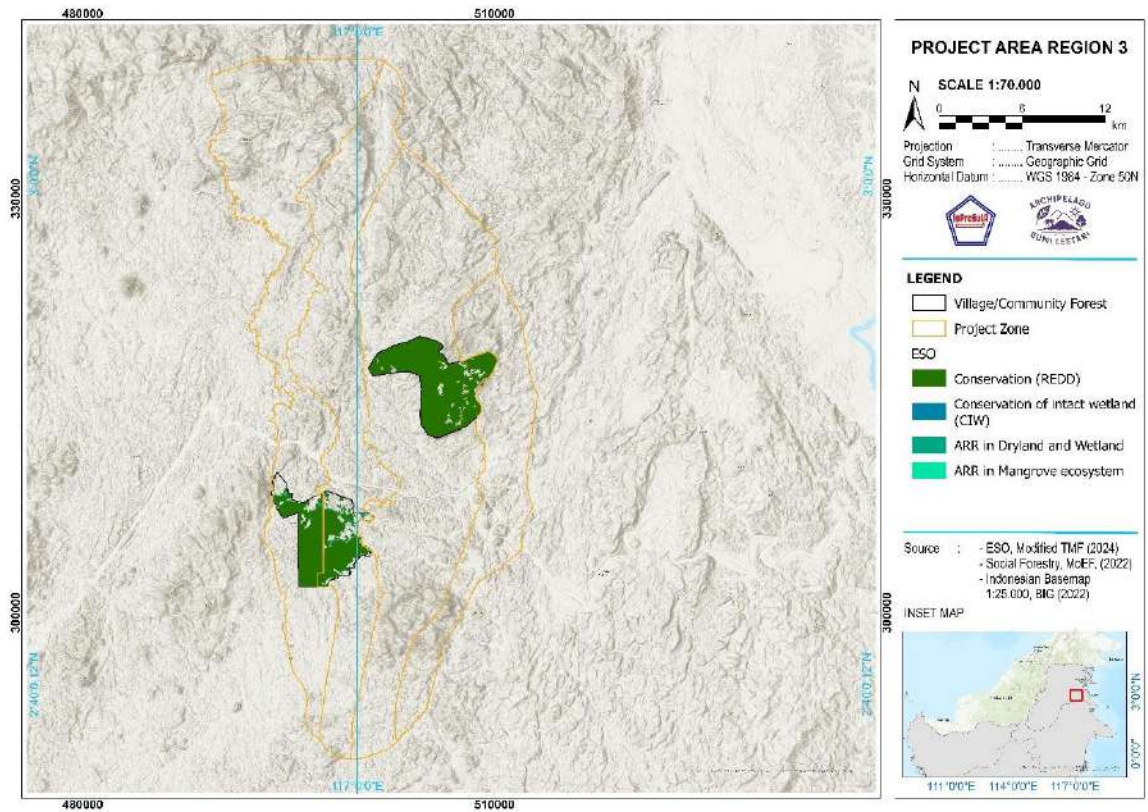 480000
510000
117°0'0"E
330000
3°0'0"N
3°0'0"N
330000
300000
2°40'0.12"N
2°40'0.12"N
300000
117°0'0"E
480000
510000
PROJECT AREA REGION 3
N
SCALE 1:70.000
0 6 12
km
Projection : ........ Transverse Mercator
Grid System : ........ Geographic Grid
Horizontal Datum : ........ WGS 1984 - Zone 50N
ARCHIPELAGO
BUMI LESTARI
LEGEND
Village/Community Forest
Project Zone
ESO
Conservation (REDD)
Conservation of intact wetland
(CIW)
ARR in Dryland and Wetland
ARR in Mangrove ecosystem
Source : - ESO, Modified TMF (2024)
- Social Forestry, MoEF, (2022)
- Indonesian Basemap
1:25.000, BIG (2022)
INSET MAP
3°0'0"N
0°0'0"
111°0'0"E 114°0'0"E 117°0'0"E